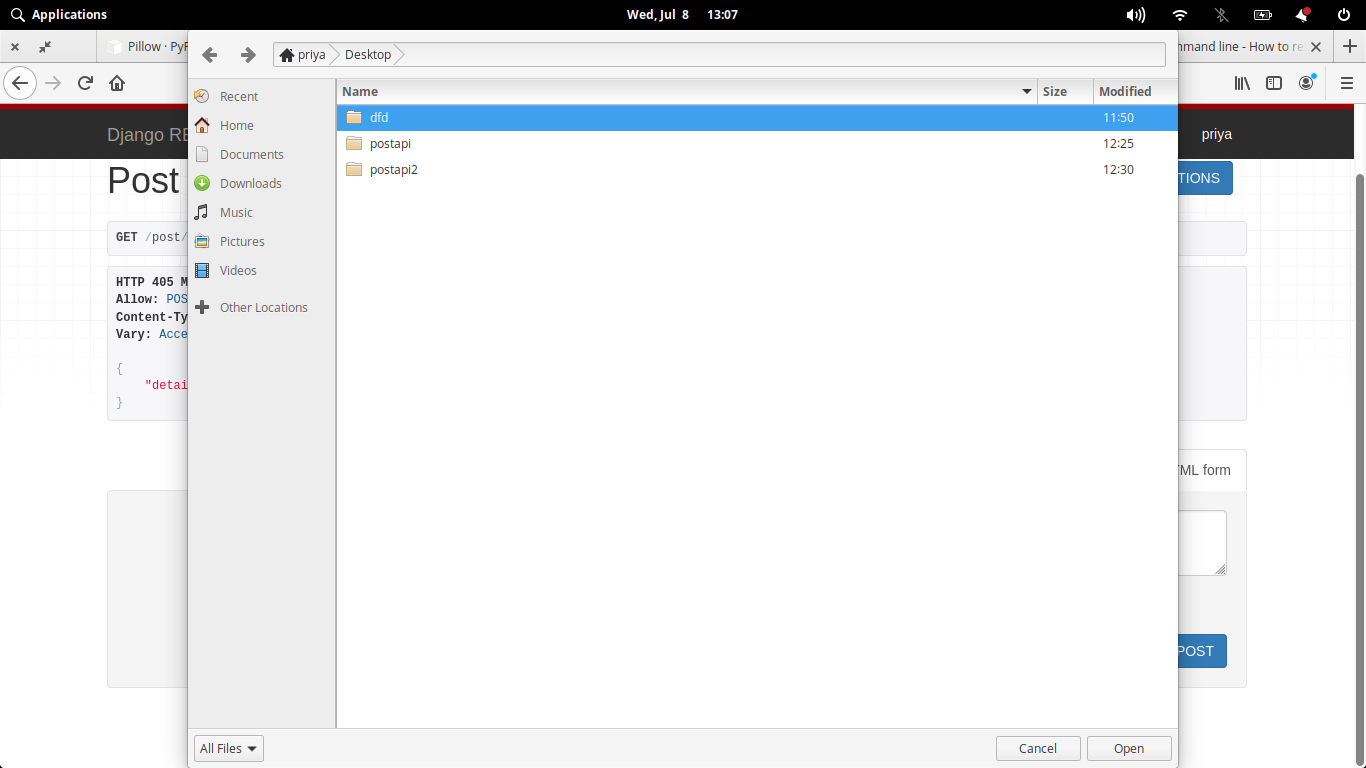 Applications
Wed, Jul 8 13:07
Pillow · PyP
mmand line - How to re
priya Desktop
Recent
Home
Documents
Downloads
Music
Pictures
Videos
Other Locations
Name Size Modified
dfd 11:50
postapi 12:25
postapi2 12:30
Django RE
priya
Post
TIONS
GET /post/
HTTP 405 M
Allow: POS
Content-Ty
Vary: Acce
{
"detai
}
TML form
POST
All Files
Cancel
Open